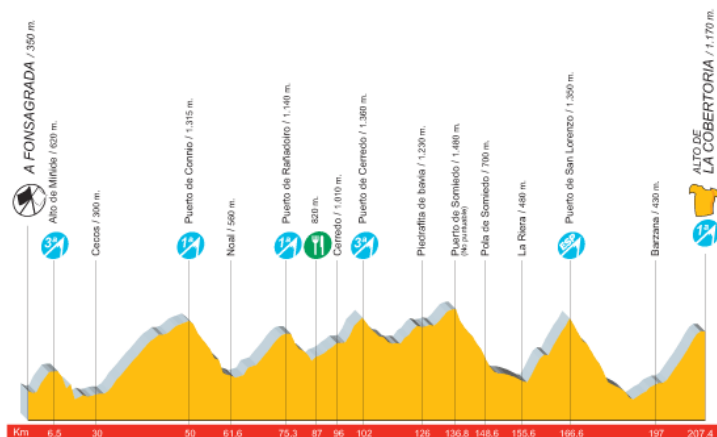 A FONSAGRADA / 350 m.
3ª
Alto de Miñide / 620 m.
Cecos / 300 m.
1ª
Puerto de Connio / 1.315 m.
Noal / 560 m.
1ª
Puerto de Rañadoiro / 1.140 m.
820 m.
Cerredo / 1.010 m.
3ª
Puerto de Cerredo / 1.360 m.
Piedrafita de bavia / 1.230 m.
Puerto de Somiedo / 1.480 m.
(No puntuable)
Pola de Somiedo / 700 m.
La Riera / 480 m.
ESP
Puerto de San Lorenzo / 1.350 m.
Barzana / 430 m.
1ª
ALTO DE
LA COBERTORIA / 1.170 m.
Km 6.5 30 50 61.6 75.3 87 96 102 126 136.8 148.6 155.6 166.6 197 207.4